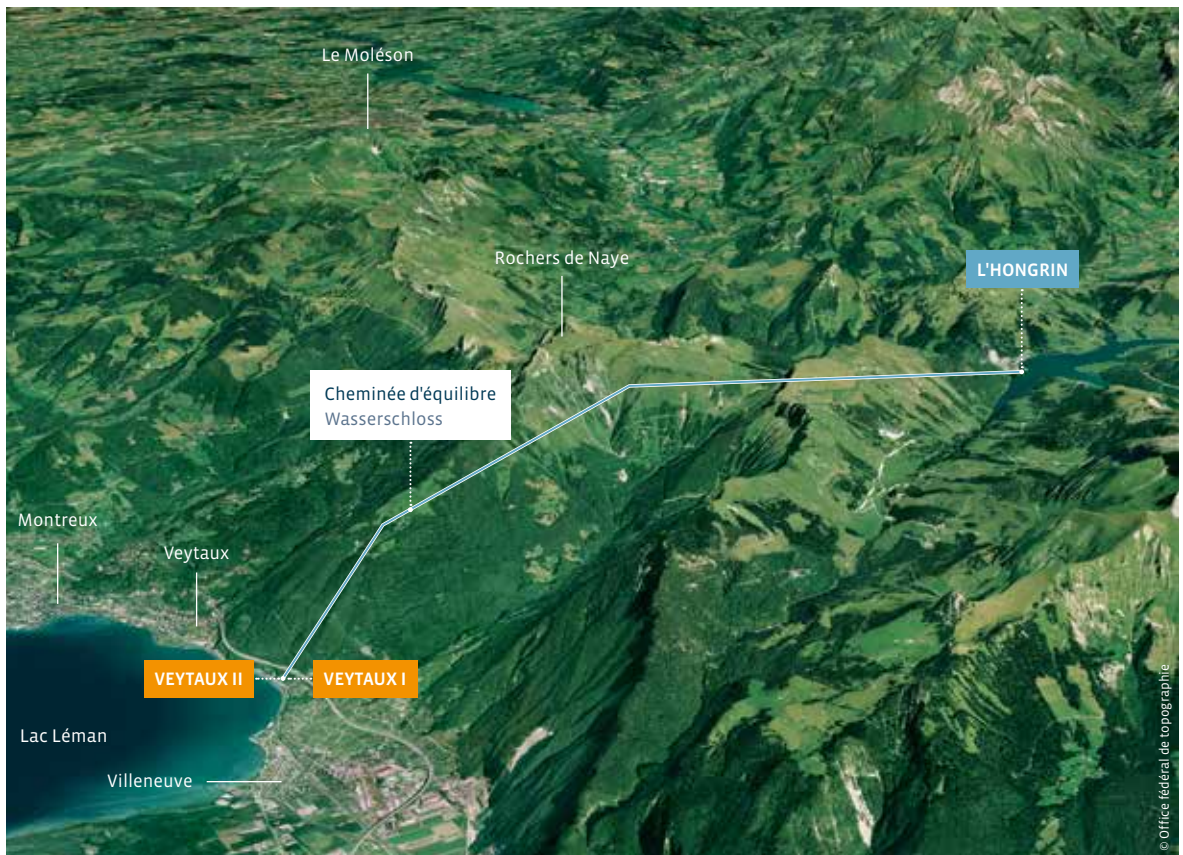 Le Moléson
Rochers de Naye
L'HONGRIN
Cheminée d'équilibre
Wasserschloss
Montreux
Veytaux
VEYTAUX II
VEYTAUX I
Lac Léman
Villeneuve
© Office fédéral de topographie